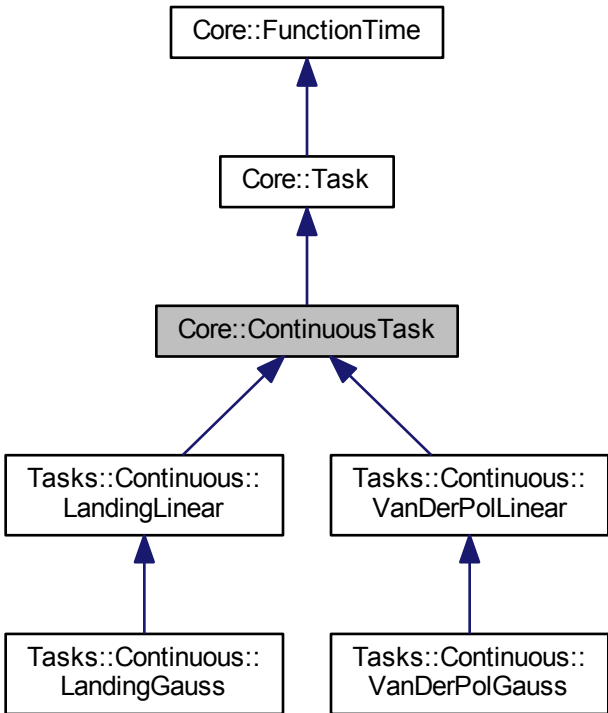 Core::FunctionTime
Core::Task
Core::ContinuousTask
Tasks::Continuous::
LandingLinear
Tasks::Continuous::
VanDerPolLinear
Tasks::Continuous::
LandingGauss
Tasks::Continuous::
VanDerPolGauss